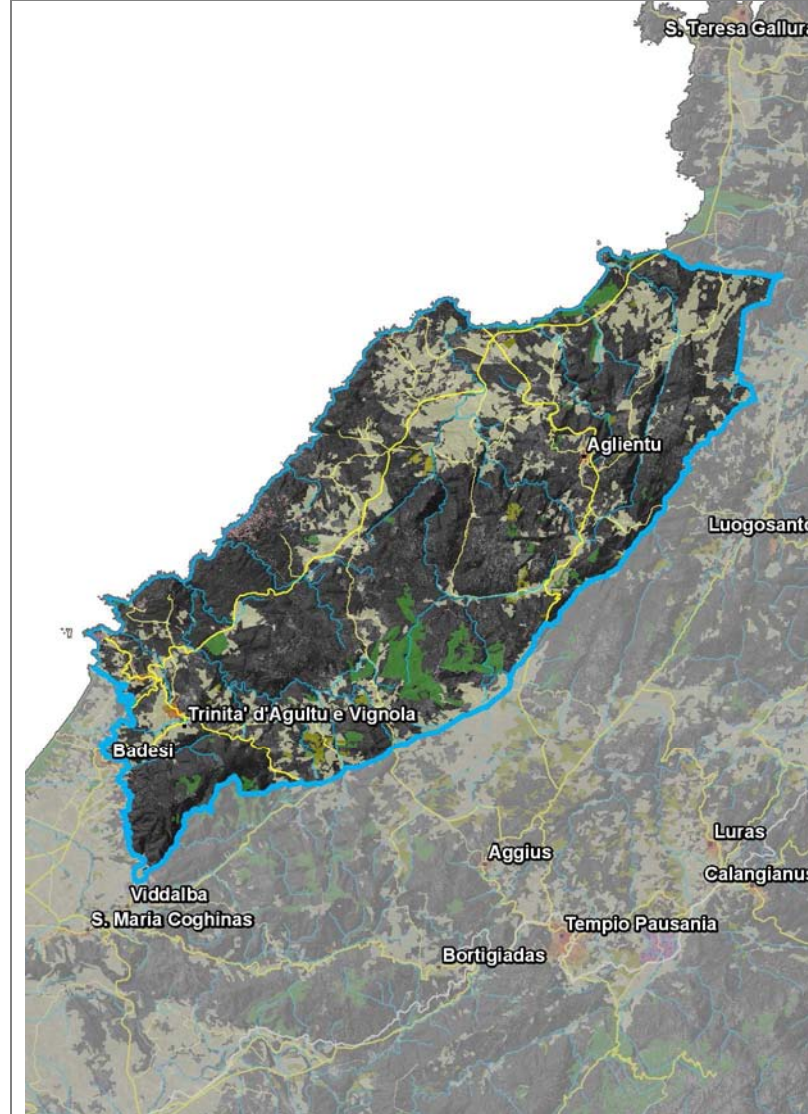 S. Teresa Gallura
Aglientu
Luogosanto
Trinita' d'Agultu e Vignola
Badesi
Luras
Aggius
Calangianus
Viddalba
S. Maria Coghinas
Tempio Pausania
Bortigiadas